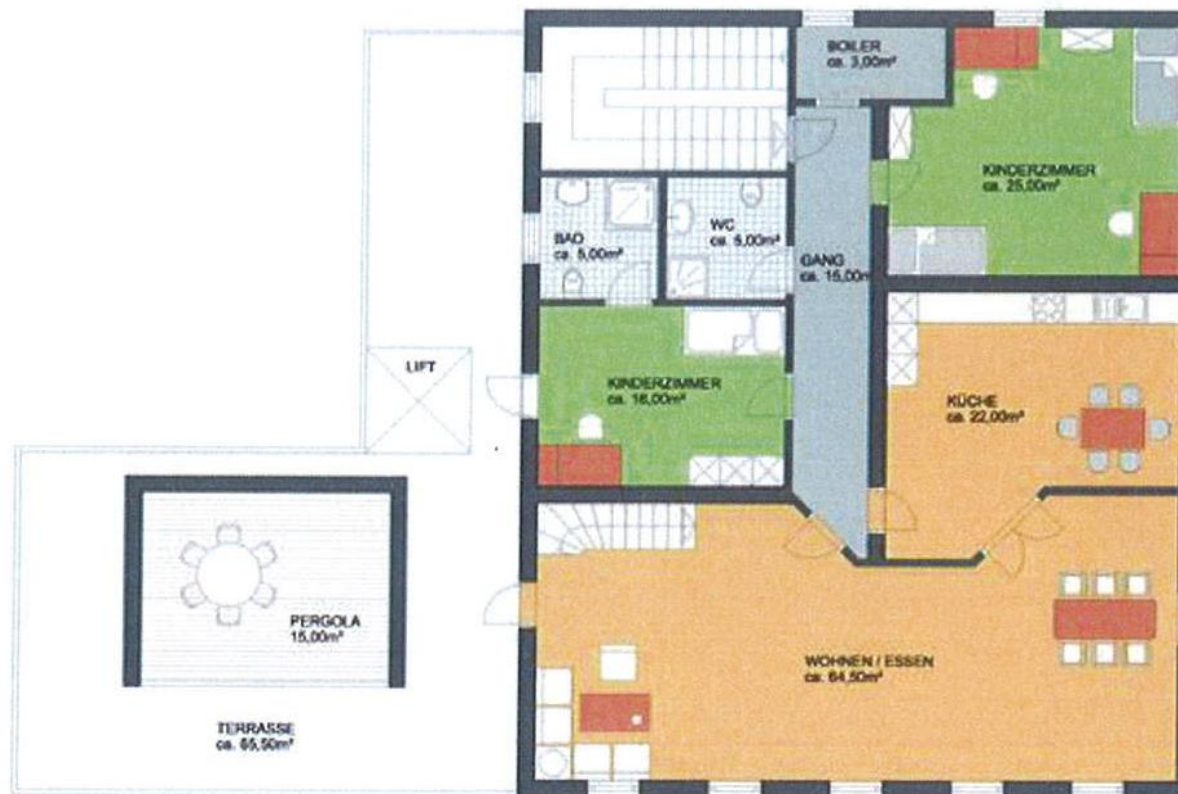 BOILER
ca. 3,00m²
KINDERZIMMER
ca. 25,00m²
WC
ca. 5,00m²
BAD
ca. 5,00m²
GANG
ca. 15,00m
LIFT
KINDERZIMMER
ca. 16,00m²
KÜCHE
ca. 22,00m²
PERGOLA
15,00m²
WOHNEN / ESSEN
ca. 64,50m²
TERRASSE
ca. 65,50m²